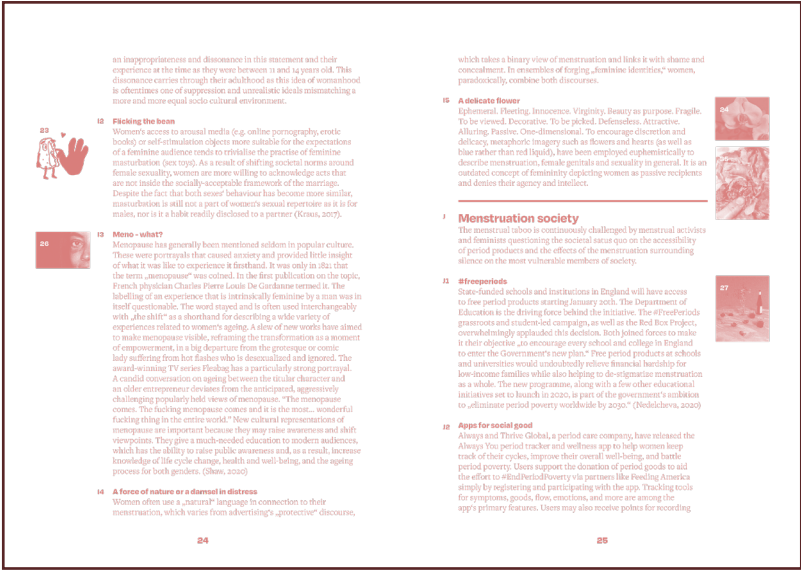 an inappropriateness and dissonance in this statement and their
experience at the time as they were between 11 and 14 years old. This
dissonance carries through their adulthood as this idea of womanhood
is oftentimes one of suppression and unrealistic ideals mismatching a
more and more equal socio cultural environment.
12 Flicking the bean
23
Women's access to arousal media (e.g. online pornography, erotic
books) or self-stimulation objects more suitable for the expectations
of a feminine audience tends to trivialise the practise of feminine
masturbation (sex toys). As a result of shifting societal norms around
female sexuality, women are more willing to acknowledge acts that
are not inside the socially-acceptable framework of the marriage.
Despite the fact that both sexes' behaviour has become more similar,
masturbation is still not a part of women's sexual repertoire as it is for
males, nor is it a habit readily disclosed to a partner (Kraus, 2017).
13 Meno - what?
26
Menopause has generally been mentioned seldom in popular culture.
These were portrayals that caused anxiety and provided little insight
of what it was like to experience it firsthand. It was only in 1821 that
the term „menopause" was coined. In the first publication on the topic,
French physician Charles Pierre Louis De Gardanne termed it. The
labelling of an experience that is intrinsically feminine by a man was in
itself questionable. The word stayed and is often used interchangeably
with „the shift" as a shorthand for describing a wide variety of
experiences related to women's ageing. A slew of new works have aimed
to make menopause visible, reframing the transformation as a moment
of empowerment, in a big departure from the grotesque or comic
lady suffering from hot flashes who is desexualized and ignored. The
award-winning TV series Fleabag has a particularly strong portrayal.
A candid conversation on ageing between the titular character and
an older entrepreneur deviates from the anticipated, aggressively
challenging popularly held views of menopause. "The menopause
comes. The fucking menopause comes and it is the most... wonderful
fucking thing in the entire world." New cultural representations of
menopause are important because they may raise awareness and shift
viewpoints. They give a much-needed education to modern audiences,
which has the ability to raise public awareness and, as a result, increase
knowledge of life cycle change, health and well-being, and the ageing
process for both genders. (Shaw, 2020)
14 A force of nature or a damsel in distress
Women often use a „natural" language in connection to their
menstruation, which varies from advertising's „protective" discourse,
24
which takes a binary view of menstruation and links it with shame and
concealment. In ensembles of forging „feminine identities," women,
paradoxically, combine both discourses.
15 A delicate flower
24
Ephemeral. Fleeting. Innocence. Virginity. Beauty as purpose. Fragile.
To be viewed. Decorative. To be picked. Defenseless. Attractive.
Alluring. Passive. One-dimensional. To encourage discretion and
delicacy, metaphoric imagery such as flowers and hearts (as well as
blue rather than red liquid), have been employed euphemistically to
describe menstruation, female genitals and sexuality in general. It is an
outdated concept of femininity depicting women as passive recipients
and denies their agency and intellect.
1 Menstruation society
The menstrual taboo is continuously challenged by menstrual activists
and feminists questioning the societal status quo on the accessibility
of period products and the effects of the menstruation surrounding
silence on the most vulnerable members of society.
11 #freeperiods
27
State-funded schools and institutions in England will have access
to free period products starting January 20th. The Department of
Education is the driving force behind the initiative. The #FreePeriods
grassroots and student-led campaign, as well as the Red Box Project,
overwhelmingly applauded this decision. Both joined forces to make
it their objective „to encourage every school and college in England
to enter the Government's new plan." Free period products at schools
and universities would undoubtedly relieve financial hardship for
low-income families while also helping to de-stigmatize menstruation
as a whole. The new programme, along with a few other educational
initiatives set to launch in 2020, is part of the government's ambition
to „eliminate period poverty worldwide by 2030." (Nedelcheva, 2020)
12 Apps for social good
Always and Thrive Global, a period care company, have released the
Always You period tracker and wellness app to help women keep
track of their cycles, improve their overall well-being, and battle
period poverty. Users support the donation of period goods to aid
the effort to #EndPeriodPoverty via partners like Feeding America
simply by registering and participating with the app. Tracking tools
for symptoms, goods, flow, emotions, and more are among the
app's primary features. Users may also receive points for recording
25